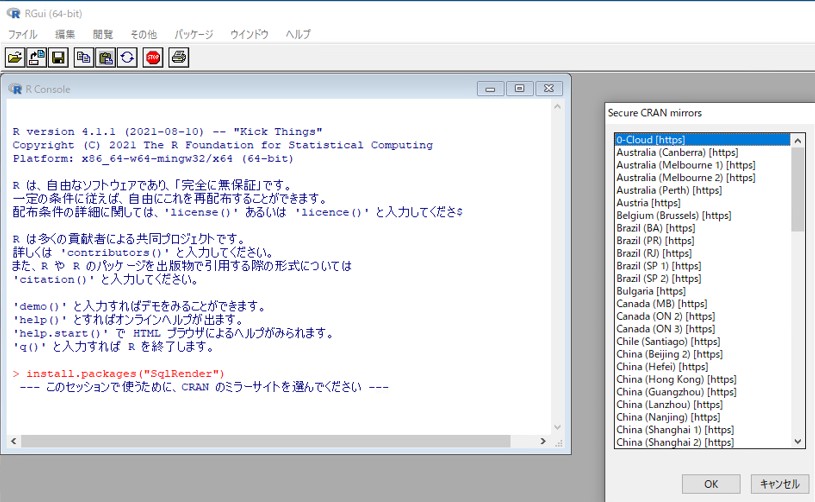 RGui (64-bit)
ファイル 編集 閲覧 その他 パッケージ ウインドウ ヘルプ
STOP
R Console
R version 4.1.1 (2021-08-10) -- "Kick Things"
Copyright (C) 2021 The R Foundation for Statistical Computing
Platform: x86_64-w64-mingw32/x64 (64-bit)
R は、自由なソフトウェアであり、「完全に無保証」です。
一定の条件に従えば、自由にこれを再配布することができます。
配布条件の詳細に関しては、'license()' あるいは 'licence()' と入力してくださ$
R は多くの貢献者による共同プロジェクトです。
詳しくは 'contributors()' と入力してください。
また、R や R のパッケージを出版物で引用する際の形式については
'citation()' と入力してください。
'demo()' と入力すればデモをみることができます。
'help()' とすればオンラインヘルプが出ます。
'help.start()' で HTML ブラウザによるヘルプがみられます。
'q()' と入力すれば R を終了します。
> install.packages("SqlRender")
--- このセッションで使うために、CRAN のミラーサイトを選んでください ---
Secure CRAN mirrors
0-Cloud [https]
Australia (Canberra) [https]
Australia (Melbourne 1) [https]
Australia (Melbourne 2) [https]
Australia (Perth) [https]
Austria [https]
Belgium (Brussels) [https]
Brazil (BA) [https]
Brazil (PR) [https]
Brazil (RJ) [https]
Brazil (SP 1) [https]
Brazil (SP 2) [https]
Bulgaria [https]
Canada (MB) [https]
Canada (ON 2) [https]
Canada (ON 3) [https]
Chile (Santiago) [https]
China (Beijing 2) [https]
China (Hefei) [https]
China (Hong Kong) [https]
China (Guangzhou) [https]
China (Lanzhou) [https]
China (Nanjing) [https]
China (Shanghai 1) [https]
China (Shanghai 2) [https]
OK キャンセル